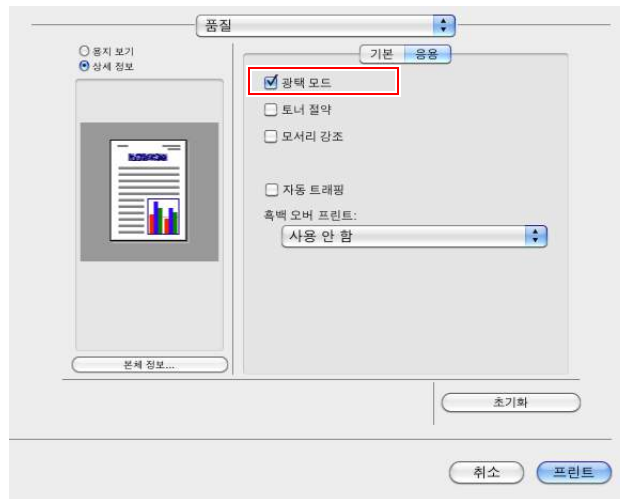 품질
용지 보기
상세 정보
기본 응용
광택 모드
토너 절약
모서리 강조
자동 트래핑
흑백 오버 프린트:
사용 안 함
본체 정보...
초기화
취소 프린트